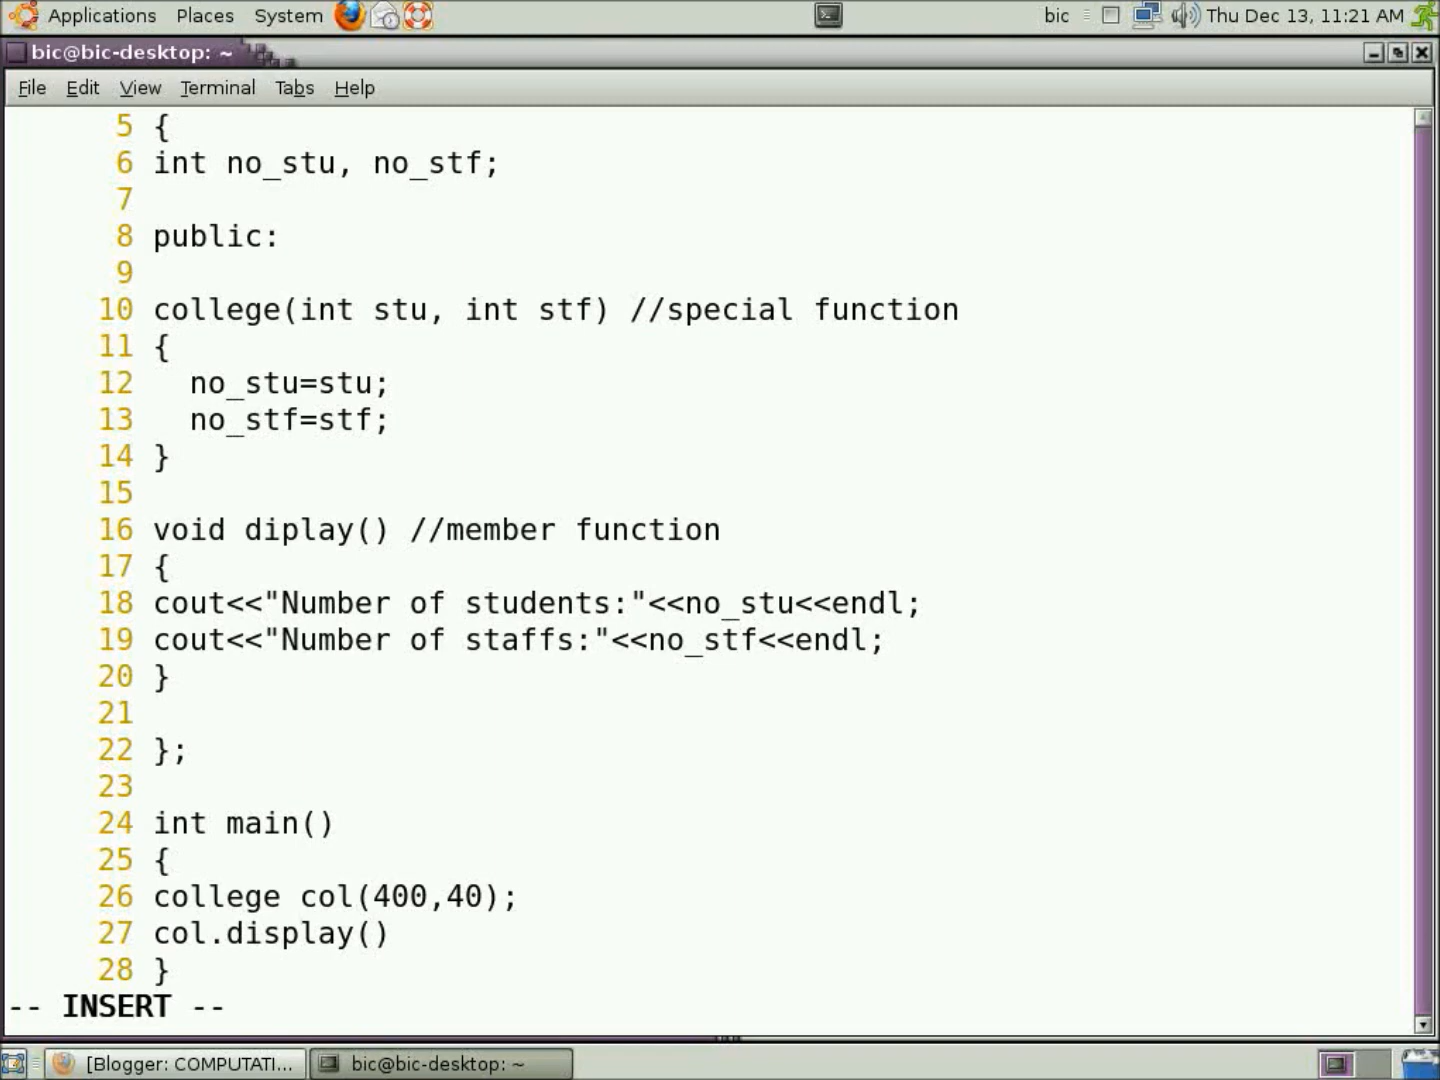 Applications Places System bic Thu Dec 13, 11:21 AM
bic@bic-desktop: ~
File Edit View Terminal Tabs Help
5 {
6 int no_stu, no_stf;
7
8 public:
9
10 college(int stu, int stf) //special function
11 {
12   no_stu=stu;
13   no_stf=stf;
14 }
15
16 void diplay() //member function
17 {
18 cout<<"Number of students:"<<no_stu<<endl;
19 cout<<"Number of staffs:"<<no_stf<<endl;
20 }
21
22 };
23
24 int main()
25 {
26 college col(400,40);
27 col.display()
28 }
-- INSERT --
[Blogger: COMPUTATI... bic@bic-desktop: ~